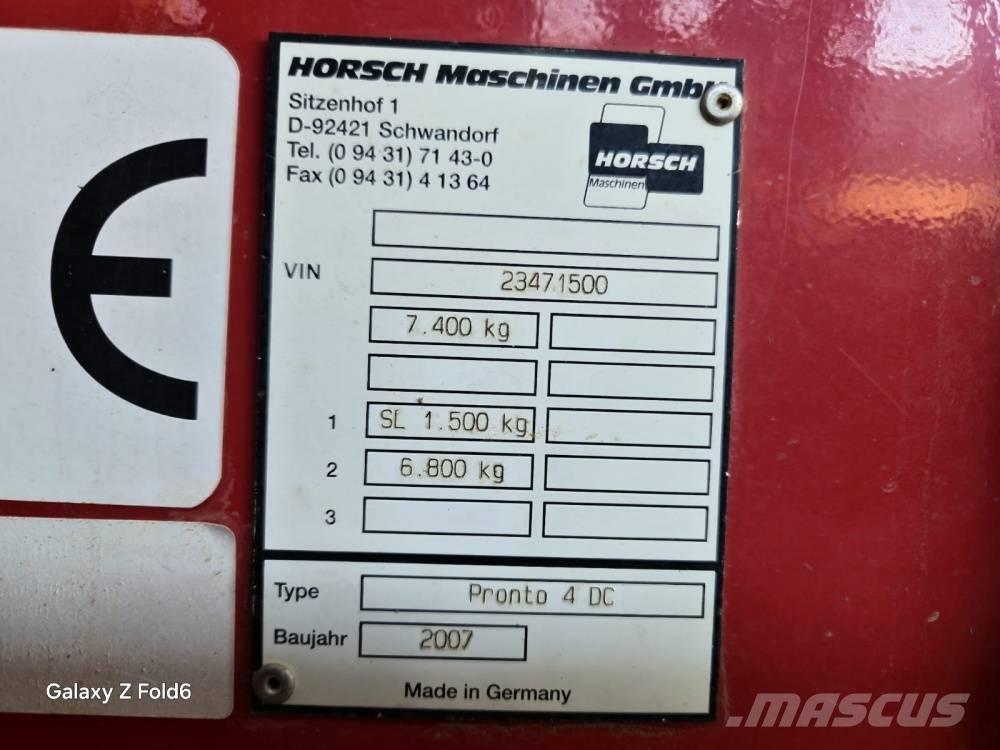 HORSCH Maschinen GmbH
Sitzenhof 1
D-92421 Schwandorf
Tel. (0 94 31) 71 43-0
Fax (0 94 31) 4 13 64
HORSCH
Maschinen
VIN 23471500
7.400 kg
1 SL 1.500 kg
2 6.800 kg
3
Type Pronto 4 DC
Baujahr 2007
Made in Germany
CE
Galaxy Z Fold6
.MASCUS